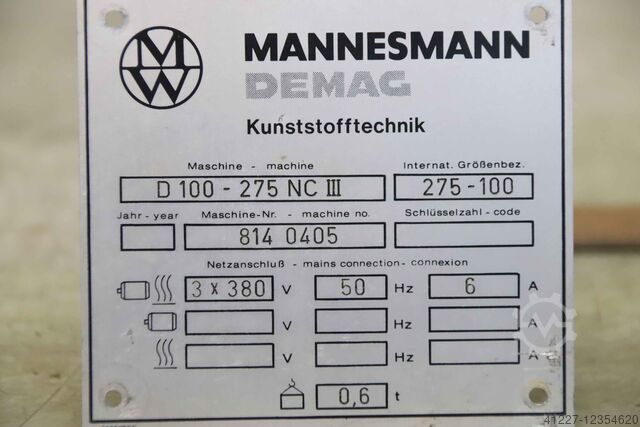 MW
MANNESMANN
DEMAG
Kunststofftechnik
Maschine - machine Internat. Größenbez.
D 100 - 275 NC III 275-100
Jahr - year Maschine-Nr. - machine no. Schlüsselzahl - code
814 0405
Netzanschluß - mains connection - connexion
3 x 380 V 50 Hz 6 A
V Hz A
V Hz A
0,6 t
41227-12354620